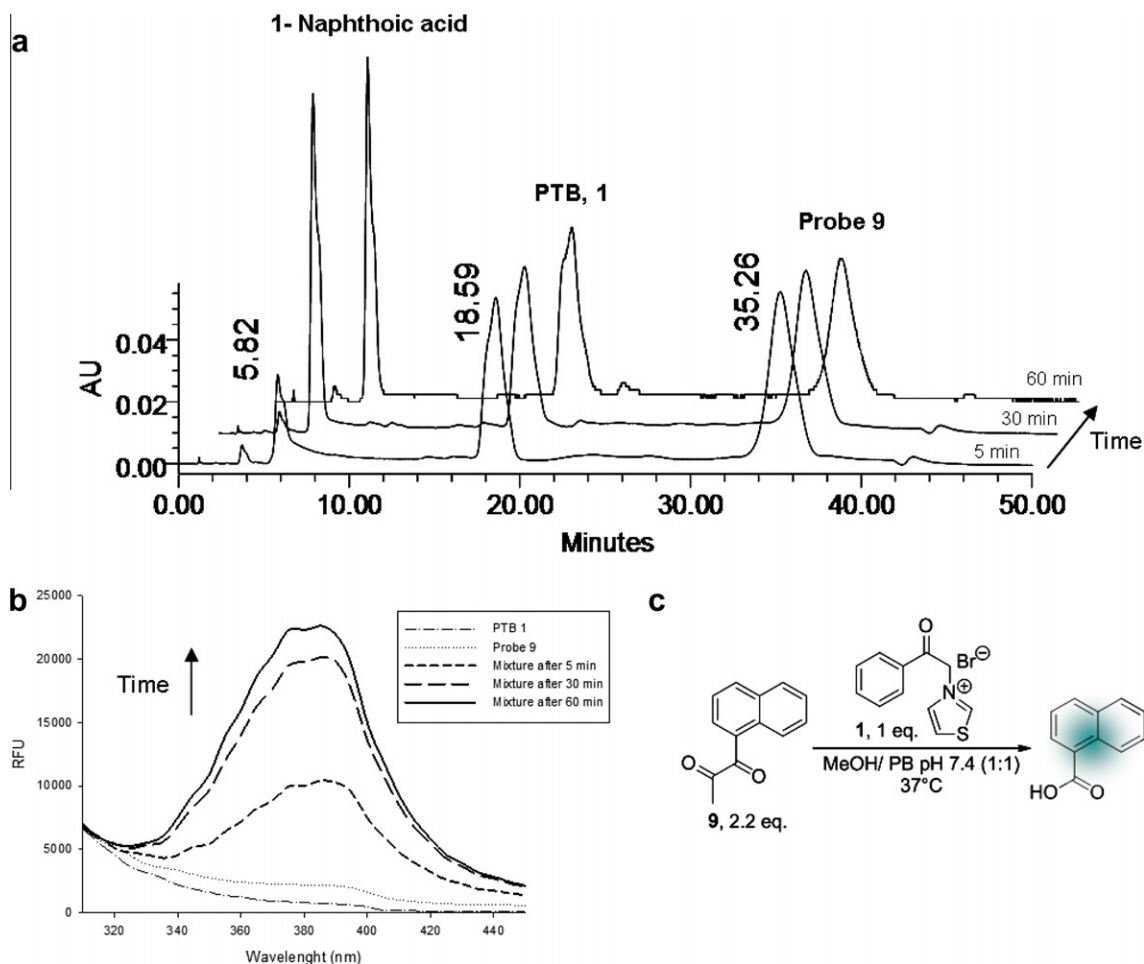 a
1- Naphthoic acid
PTB, 1
Probe 9
5.82
18.59
35.26
AU
0.04
0.02
0.00
60 min
30 min
5 min
Time
0.00 10.00 20.00 30.00 40.00 50.00
Minutes
b
RFU
25000
20000
15000
10000
5000
0
Time
PTB 1
Probe 9
Mixture after 5 min
Mixture after 30 min
Mixture after 60 min
320 340 360 380 400 420 440
Wavelenght (nm)
c
O
Br⁻
N
+
S
1, 1 eq.
MeOH/ PB pH 7.4 (1:1)
37°C
O
O
9, 2.2 eq.
HO
O